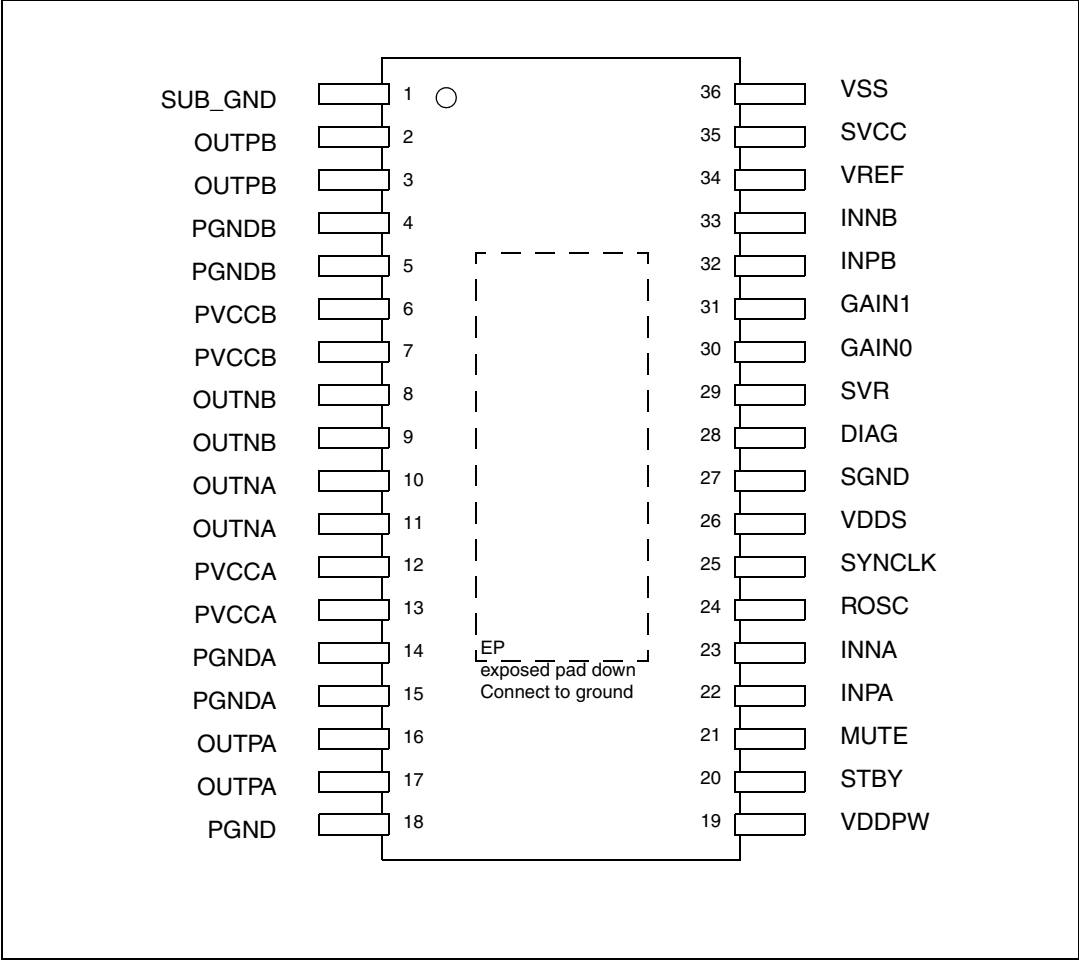 SUB_GND 1 36 VSS
OUTPB 2 35 SVCC
OUTPB 3 34 VREF
PGNDB 4 33 INNB
PGNDB 5 32 INPB
PVCCB 6 31 GAIN1
PVCCB 7 30 GAIN0
OUTNB 8 29 SVR
OUTNB 9 28 DIAG
OUTNA 10 27 SGND
OUTNA 11 26 VDDS
PVCCA 12 25 SYNCLK
PVCCA 13 24 ROSC
PGNDA 14 23 INNA
PGNDA 15 22 INPA
OUTPA 16 21 MUTE
OUTPA 17 20 STBY
PGND 18 19 VDDPW
EP
exposed pad down
Connect to ground